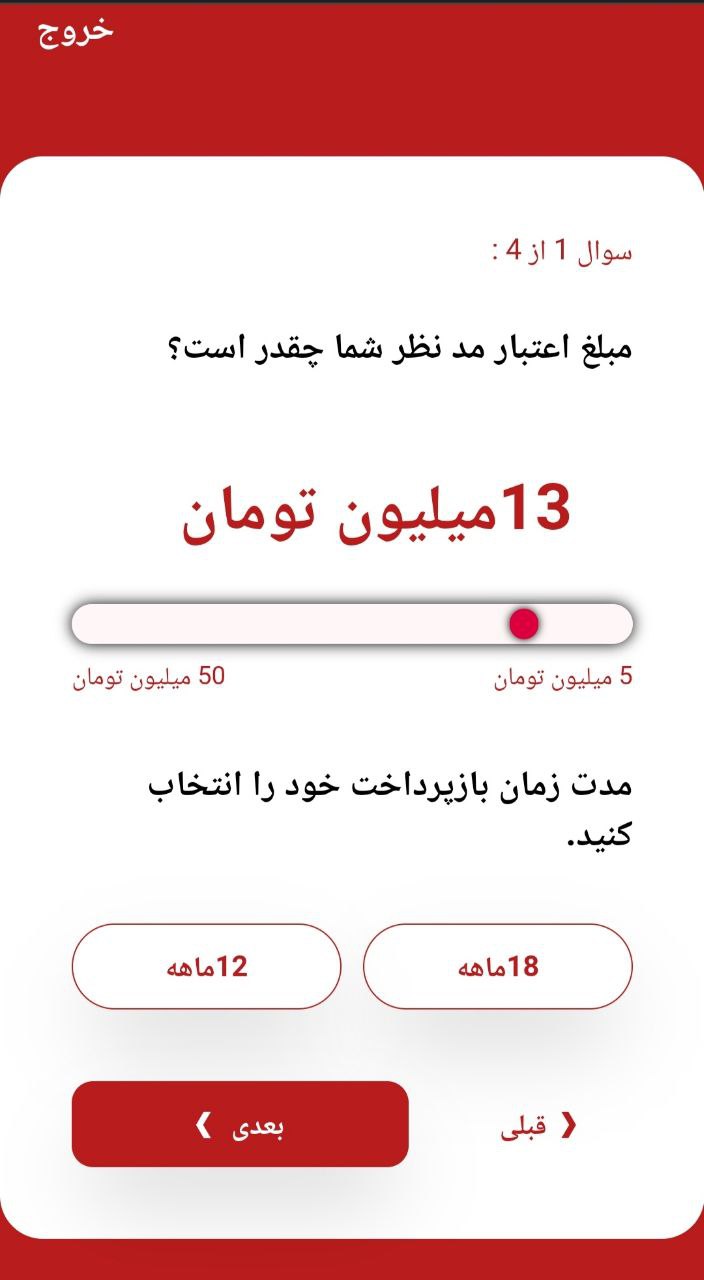 خروج
سوال 1 از 4 :
مبلغ اعتبار مد نظر شما چقدر است؟
13میلیون تومان
5 میلیون تومان
50 میلیون تومان
مدت زمان بازپرداخت خود را انتخاب
کنید.
18ماهه
12ماهه
قبلی
بعدی